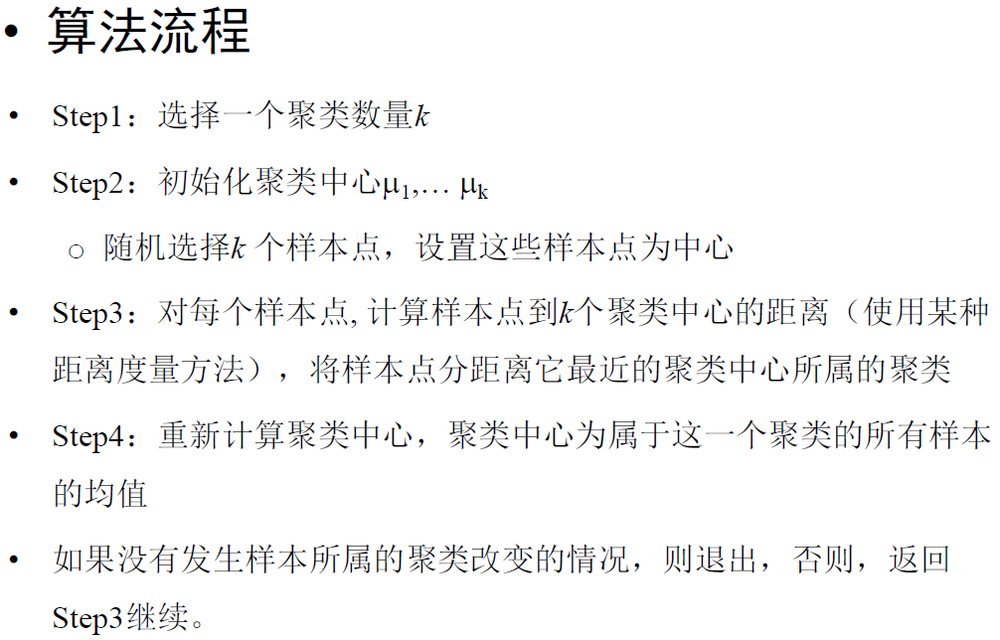 • 算法流程
• Step1：选择一个聚类数量k
• Step2：初始化聚类中心μ1,… μk
○ 随机选择k 个样本点，设置这些样本点为中心
• Step3：对每个样本点, 计算样本点到k个聚类中心的距离（使用某种
距离度量方法），将样本点分距离它最近的聚类中心所属的聚类
• Step4：重新计算聚类中心，聚类中心为属于这一个聚类的所有样本
的均值
• 如果没有发生样本所属的聚类改变的情况，则退出，否则，返回
Step3继续。